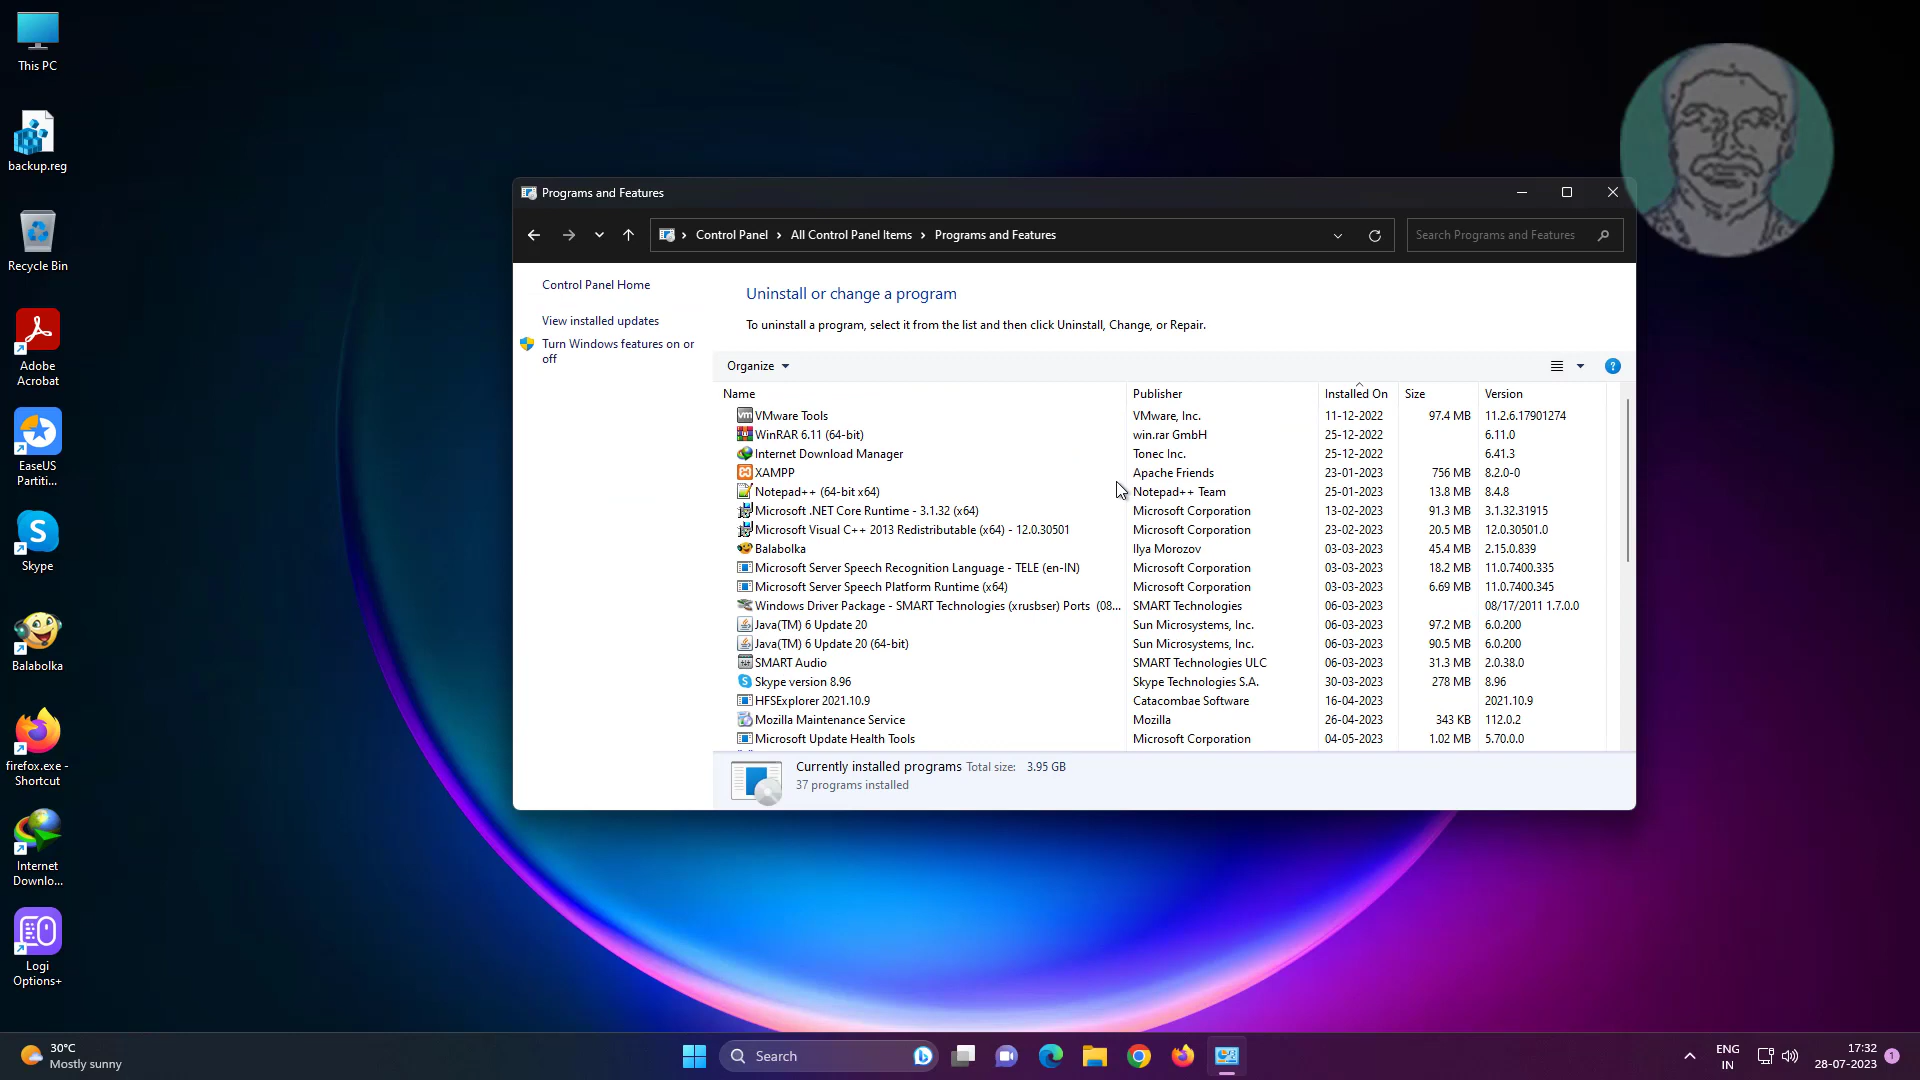 This PC
backup.reg
Recycle Bin
Adobe
Acrobat
EaseUS
Partiti...
Skype
Balabolka
firefox.exe -
Shortcut
Internet
Downlo...
Logi
Options+
Programs and Features
Control Panel
All Control Panel Items
Programs and Features
Search Programs and Features
Control Panel Home
View installed updates
Turn Windows features on or
off
Uninstall or change a program
To uninstall a program, select it from the list and then click Uninstall, Change, or Repair.
Organize
Name Publisher Installed On Size Version
VMware Tools VMware, Inc. 11-12-2022 97.4 MB 11.2.6.17901274
WinRAR 6.11 (64-bit) win.rar GmbH 25-12-2022 6.11.0
Internet Download Manager Tonec Inc. 25-12-2022 6.41.3
XAMPP Apache Friends 23-01-2023 756 MB 8.2.0-0
Notepad++ (64-bit x64) Notepad++ Team 25-01-2023 13.8 MB 8.4.8
Microsoft .NET Core Runtime - 3.1.32 (x64) Microsoft Corporation 13-02-2023 91.3 MB 3.1.32.31915
Microsoft Visual C++ 2013 Redistributable (x64) - 12.0.30501 Microsoft Corporation 23-02-2023 20.5 MB 12.0.30501.0
Balabolka Ilya Morozov 03-03-2023 45.4 MB 2.15.0.839
Microsoft Server Speech Recognition Language - TELE (en-IN) Microsoft Corporation 03-03-2023 18.2 MB 11.0.7400.335
Microsoft Server Speech Platform Runtime (x64) Microsoft Corporation 03-03-2023 6.69 MB 11.0.7400.345
Windows Driver Package - SMART Technologies (xrusbser) Ports (08... SMART Technologies 06-03-2023 08/17/2011 1.7.0.0
Java(TM) 6 Update 20 Sun Microsystems, Inc. 06-03-2023 97.2 MB 6.0.200
Java(TM) 6 Update 20 (64-bit) Sun Microsystems, Inc. 06-03-2023 90.5 MB 6.0.200
SMART Audio SMART Technologies ULC 06-03-2023 31.3 MB 2.0.38.0
Skype version 8.96 Skype Technologies S.A. 30-03-2023 278 MB 8.96
HFSExplorer 2021.10.9 Catacombae Software 16-04-2023 2021.10.9
Mozilla Maintenance Service Mozilla 26-04-2023 343 KB 112.0.2
Microsoft Update Health Tools Microsoft Corporation 04-05-2023 1.02 MB 5.70.0.0
Currently installed programs Total size: 3.95 GB
37 programs installed
30°C
Mostly sunny
Search
ENG
IN
17:32
28-07-2023
1